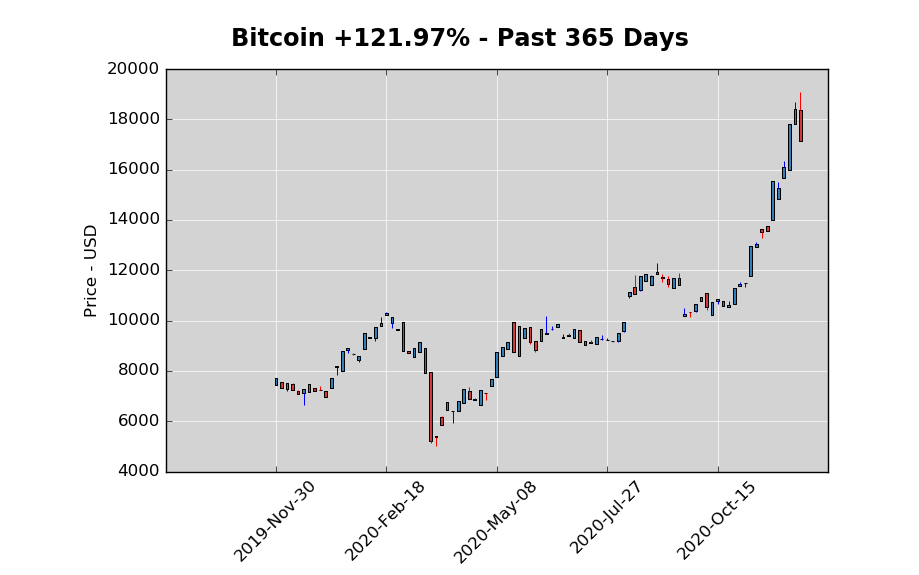 Bitcoin +121.97% - Past 365 Days
20000
18000
16000
14000
12000
10000
8000
6000
4000
Price - USD
2019-Nov-30
2020-Feb-18
2020-May-08
2020-Jul-27
2020-Oct-15